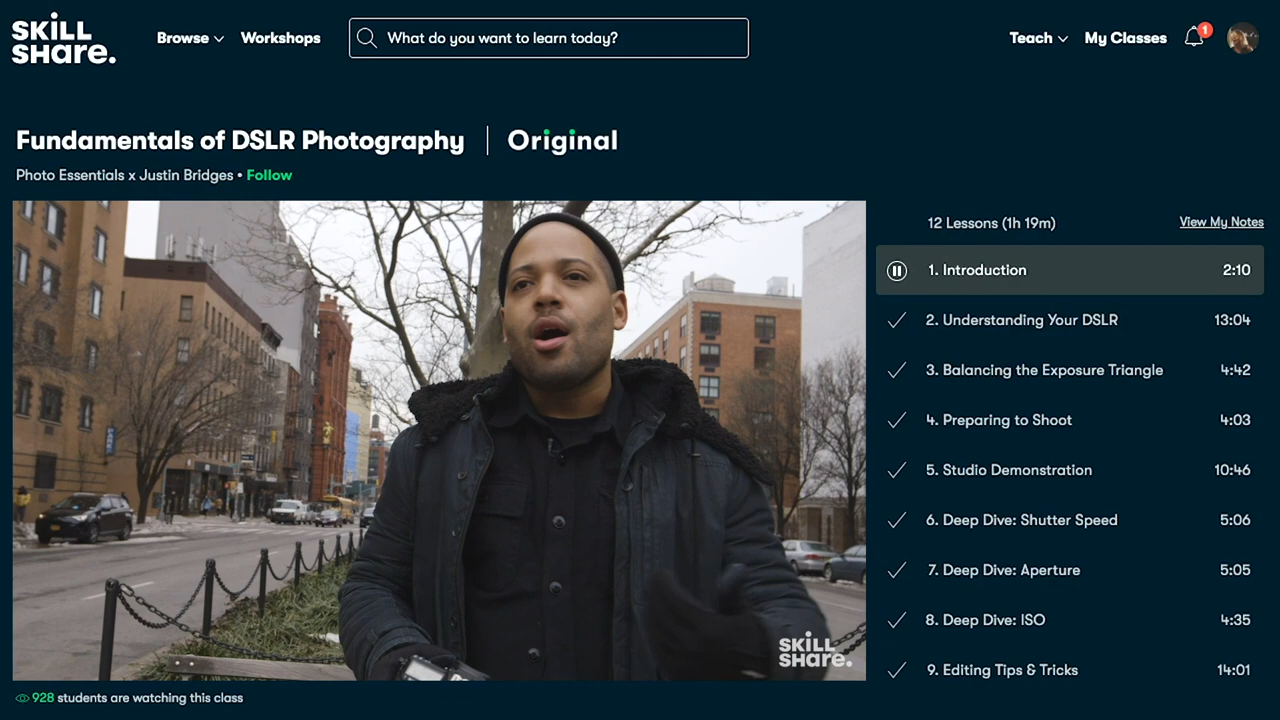 SKILL
SHARE.
Browse
Workshops
What do you want to learn today?
Teach
My Classes
1
Fundamentals of DSLR Photography
Original
Photo Essentials x Justin Bridges • Follow
12 Lessons (1h 19m)
View My Notes
1. Introduction 2:10
2. Understanding Your DSLR 13:04
3. Balancing the Exposure Triangle 4:42
4. Preparing to Shoot 4:03
5. Studio Demonstration 10:46
6. Deep Dive: Shutter Speed 5:06
7. Deep Dive: Aperture 5:05
8. Deep Dive: ISO 4:35
9. Editing Tips & Tricks 14:01
SKILL
SHARE.
928 students are watching this class